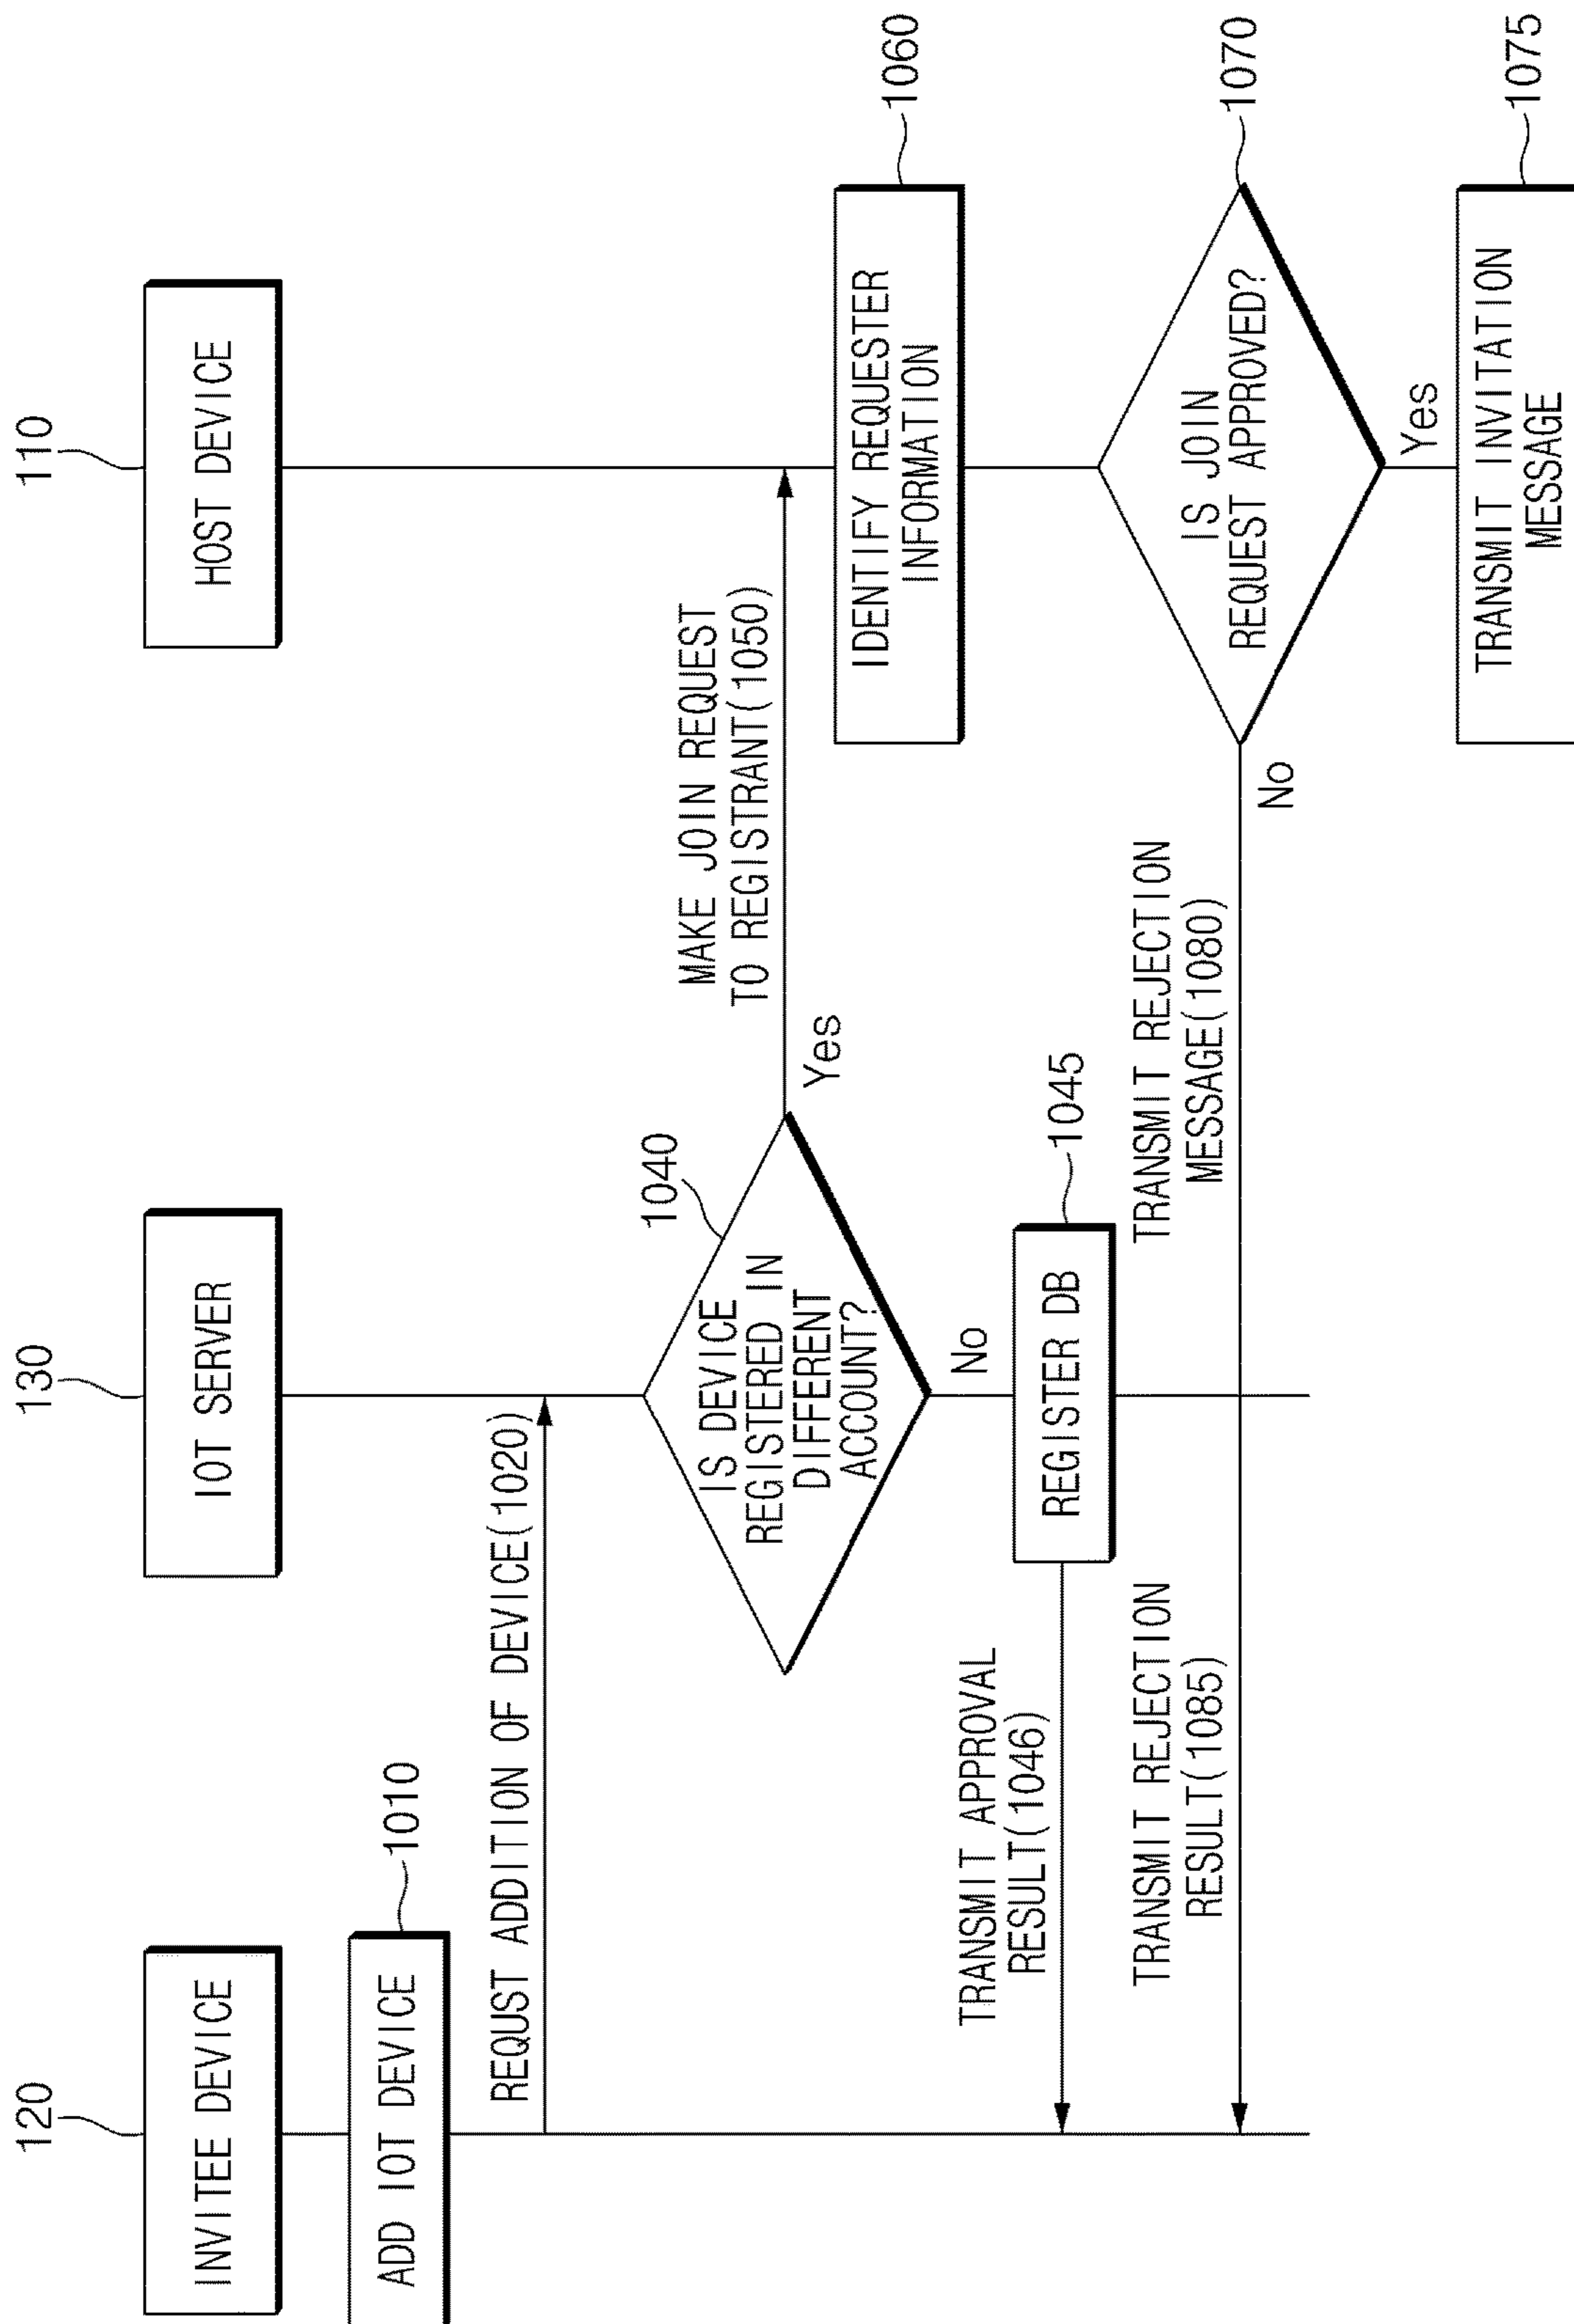 120
130
110
INVITEE DEVICE
IOT SERVER
HOST DEVICE
ADD IOT DEVICE
1010
REQUST ADDITION OF DEVICE(1020)
1040
IS DEVICE
REGISTERED IN
DIFFERENT
ACCOUNT?
Yes
No
MAKE JOIN REQUEST
TO REGISTRANT(1050)
IDENTIFY REQUESTER
INFORMATION
1060
REGISTER DB
1045
TRANSMIT APPROVAL
RESULT(1046)
IS JOIN
REQUEST APPROVED?
1070
No
Yes
TRANSMIT REJECTION
MESSAGE(1080)
TRANSMIT REJECTION
RESULT(1085)
TRANSMIT INVITATION
MESSAGE
1075